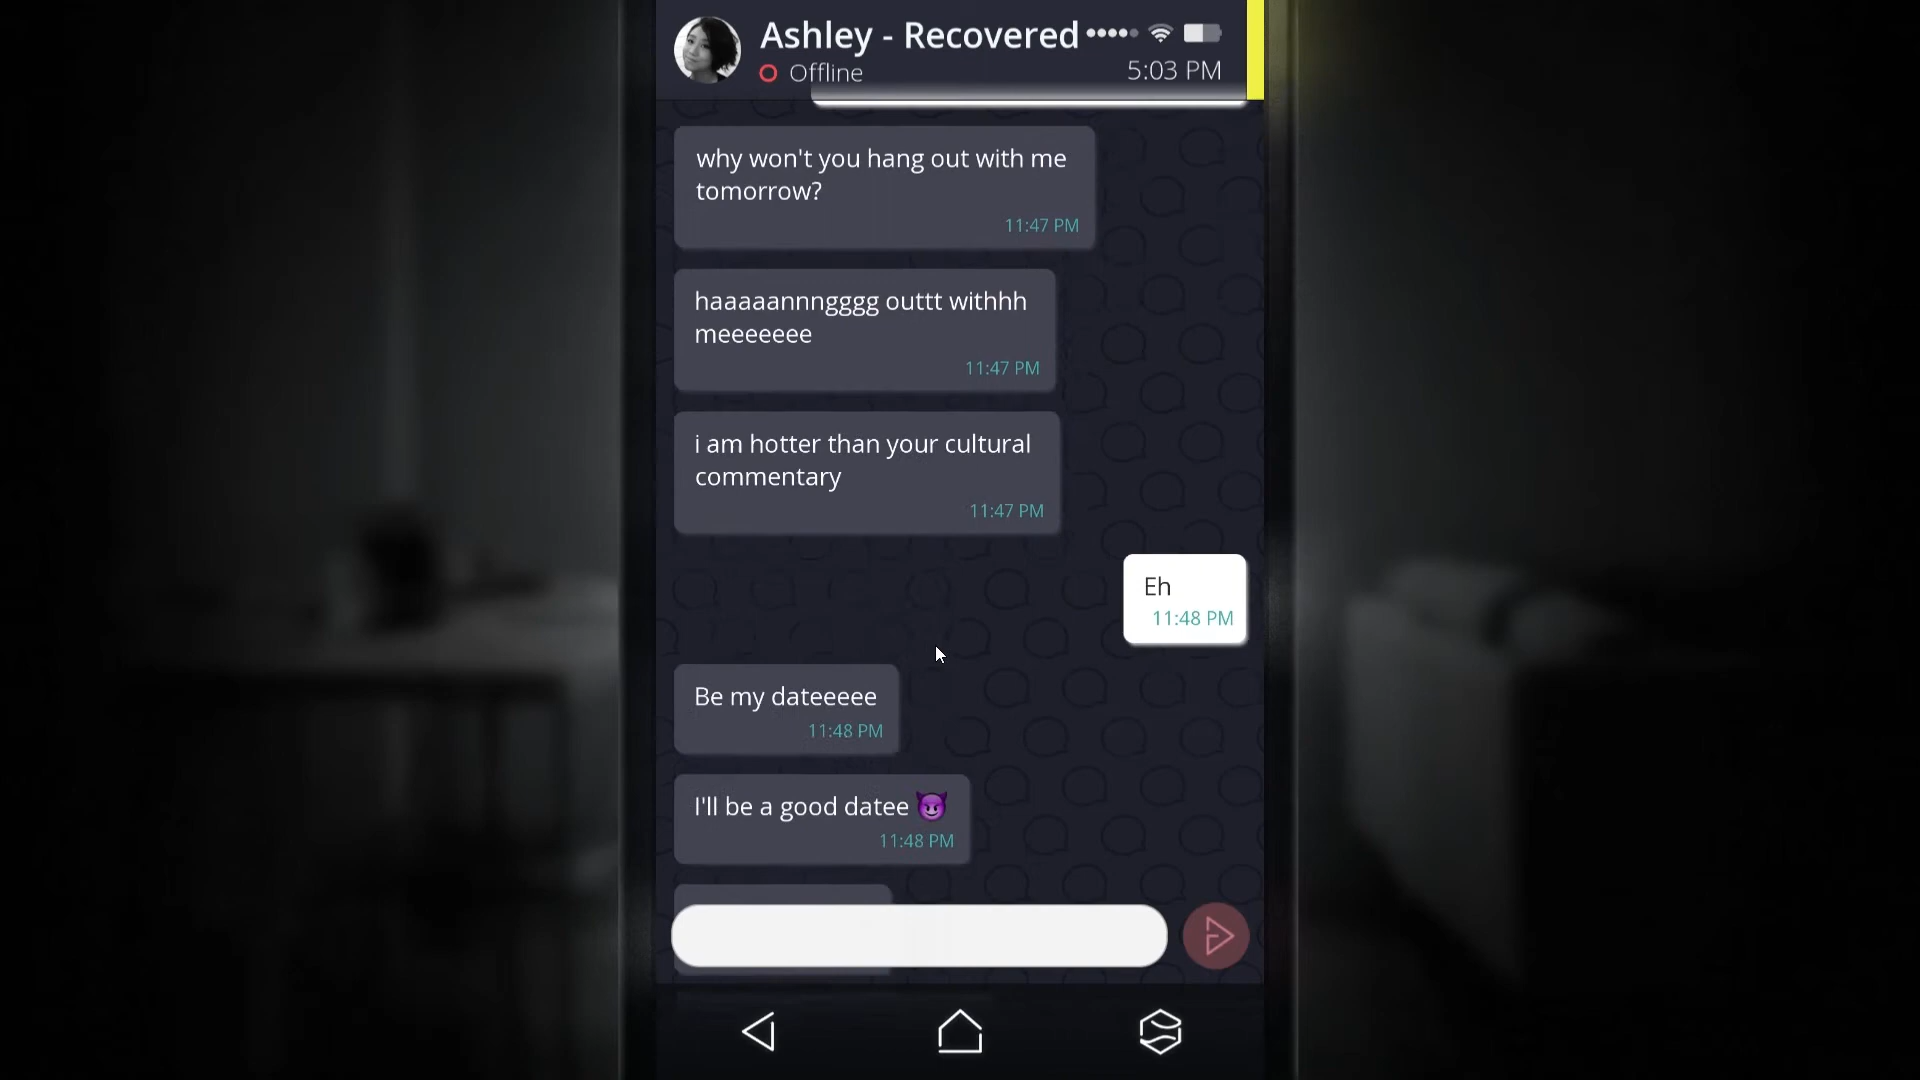 Ashley - Recovered
Offline
5:03 PM
why won't you hang out with me
tomorrow?
11:47 PM
haaaaannngggg outtt withhh
meeeeeee
11:47 PM
i am hotter than your cultural
commentary
11:47 PM
Eh
11:48 PM
Be my dateeeee
11:48 PM
I'll be a good datee 😈
11:48 PM